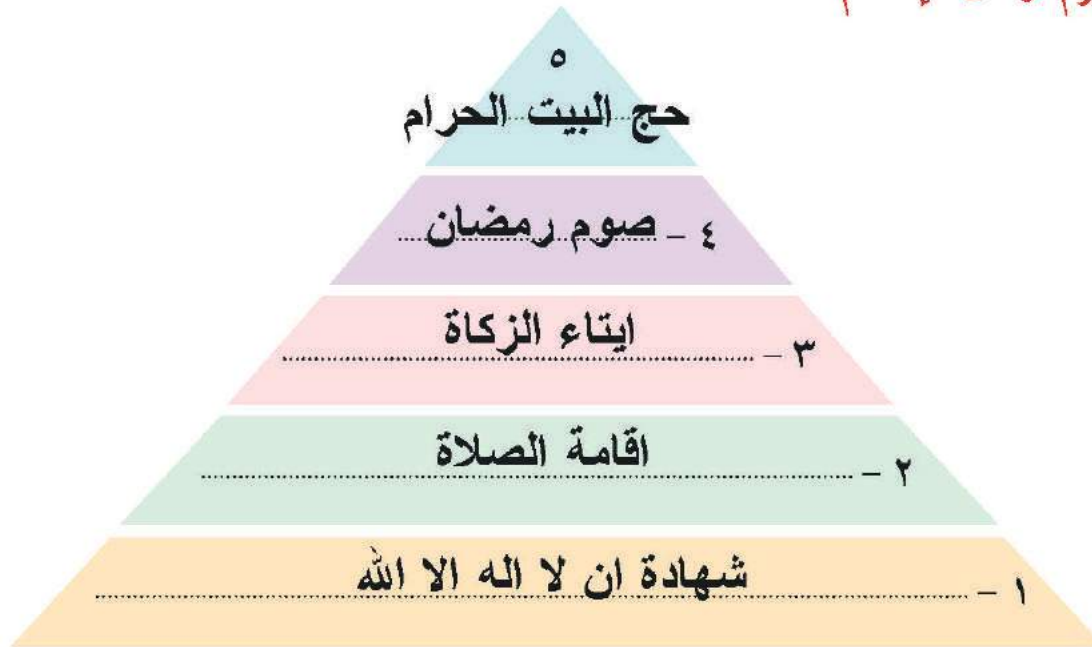 ٥
حج البيت الحرام
٤ - صوم رمضان
٣ - ايتاء الزكاة
٢ - اقامة الصلاة
١ - شهادة ان لا اله الا الله